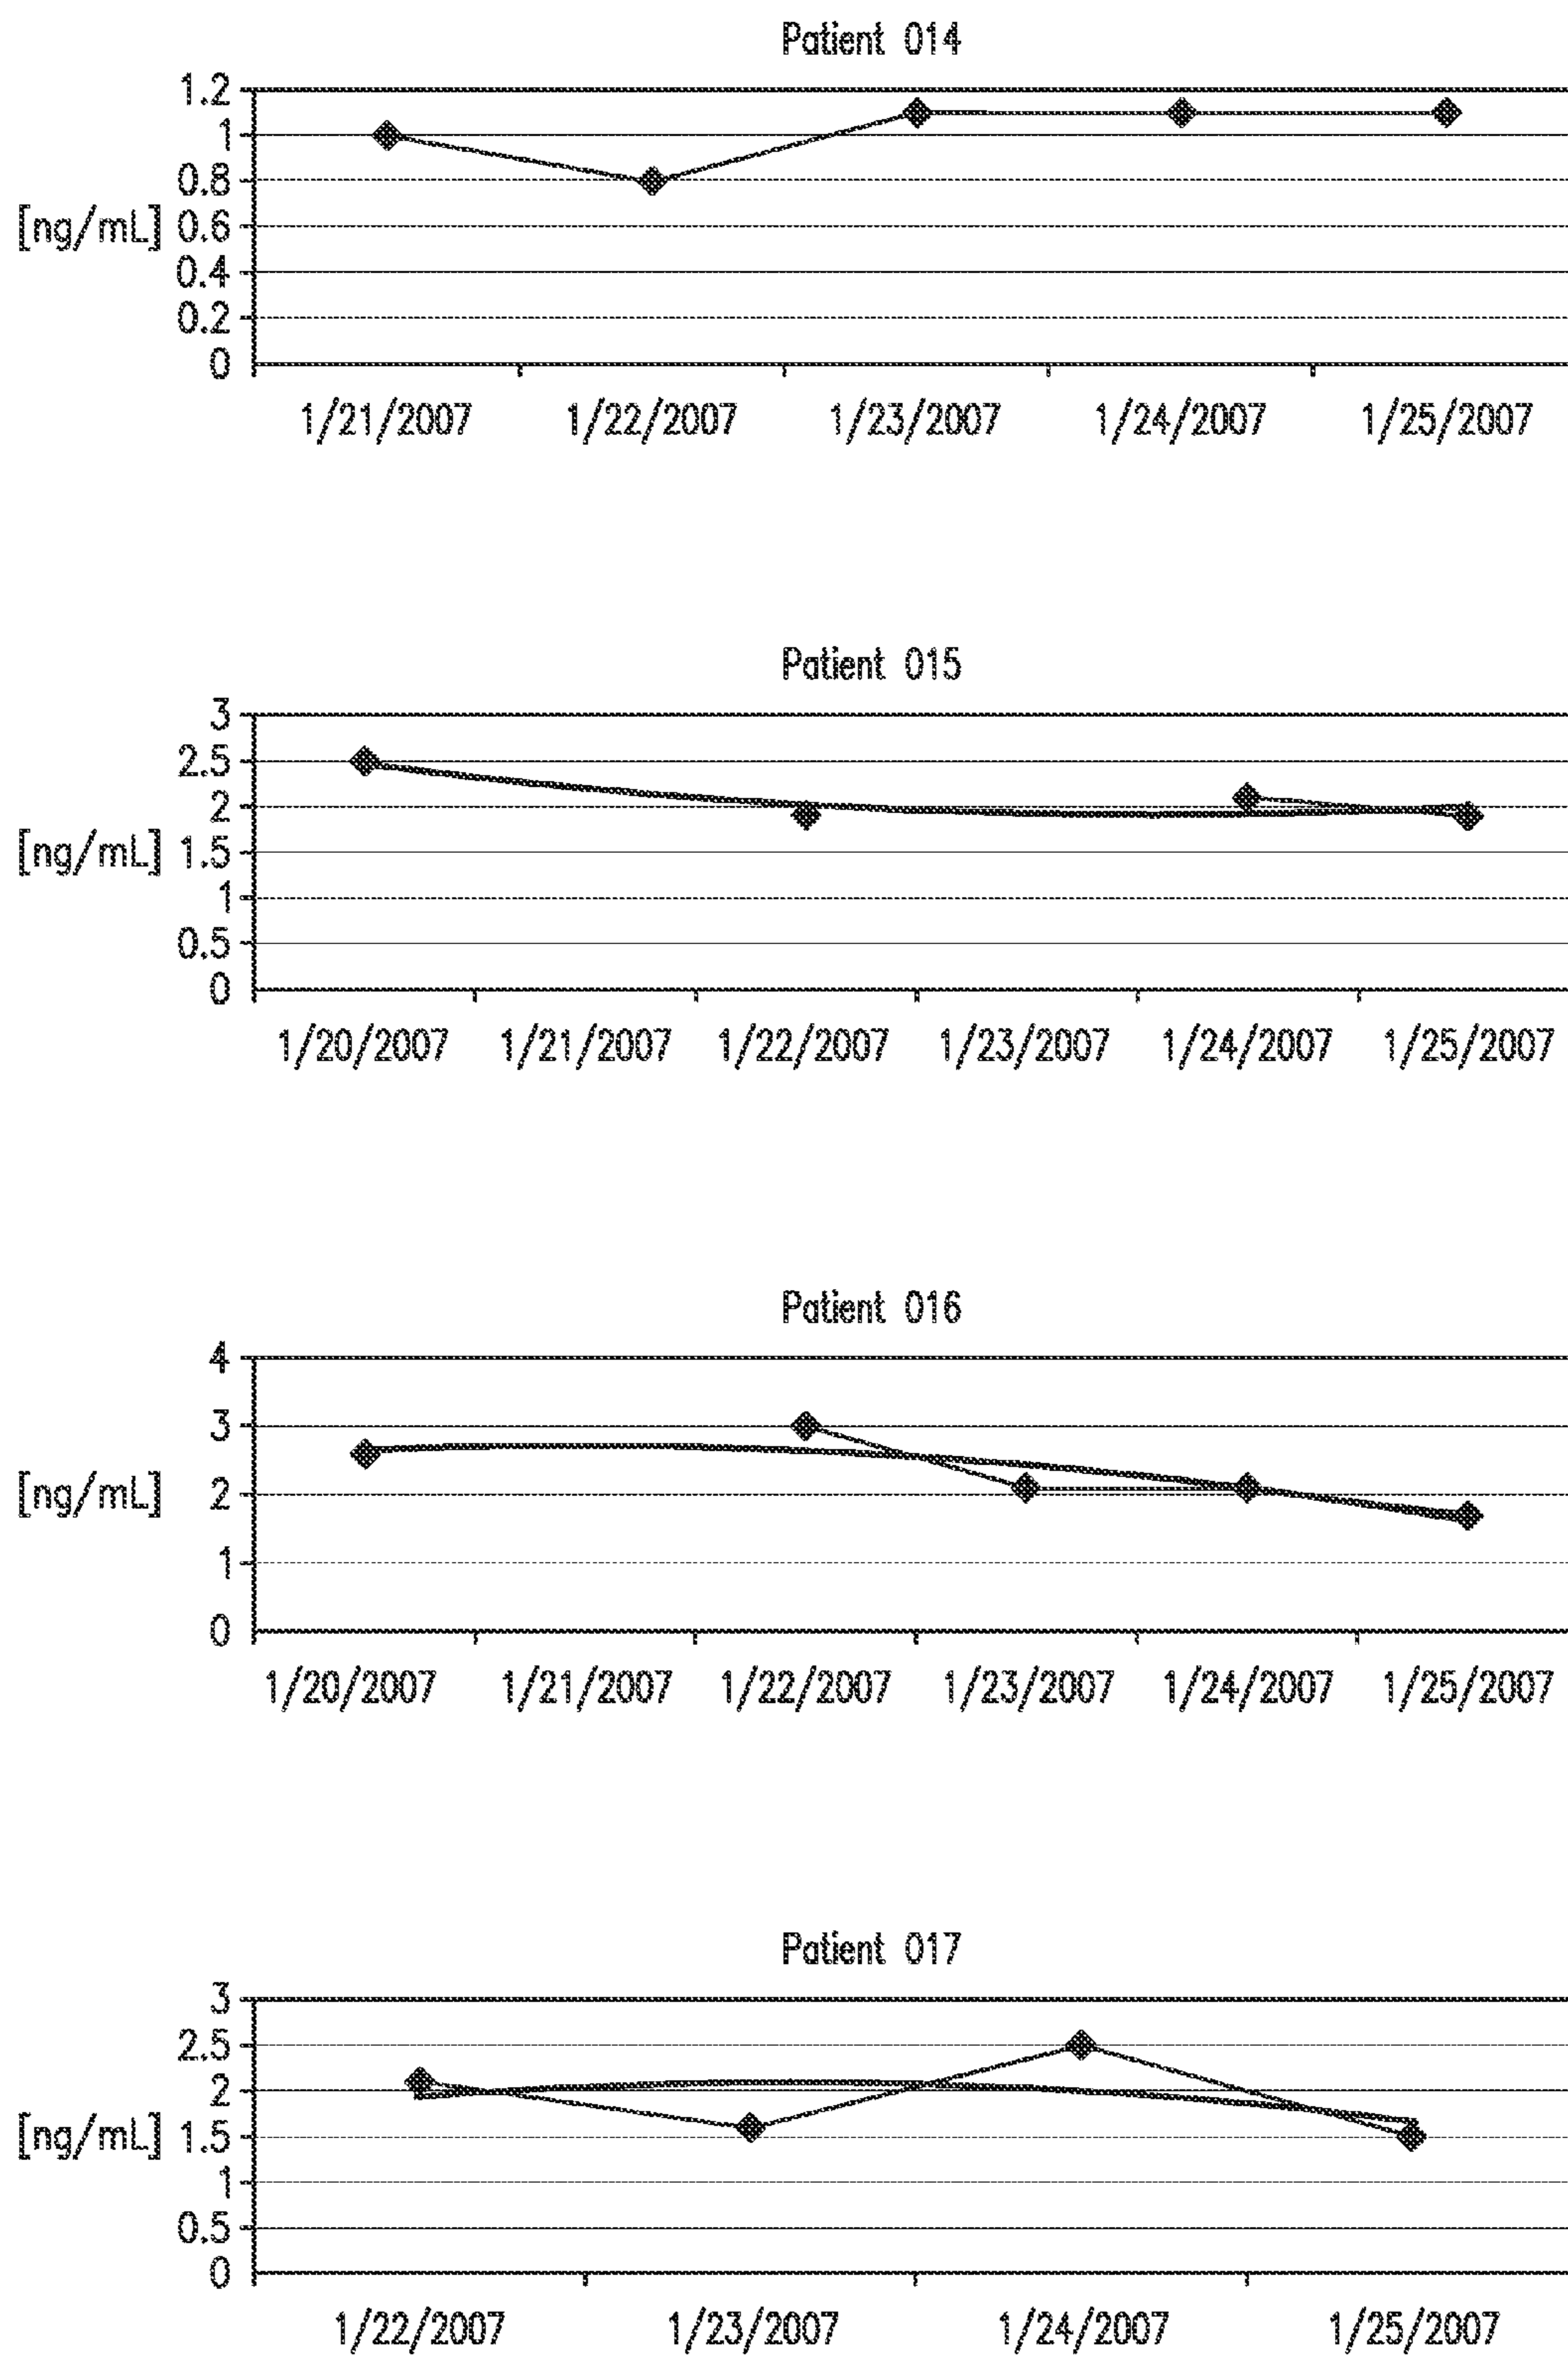 Patient 014
1.2
1
0.8
[ng/mL] 0.6
0.4
0.2
0
1/21/2007 1/22/2007 1/23/2007 1/24/2007 1/25/2007
Patient 015
3
2.5
2
[ng/mL] 1.5
1
0.5
0
1/20/2007 1/21/2007 1/22/2007 1/23/2007 1/24/2007 1/25/2007
Patient 016
4
3
[ng/mL] 2
1
0
1/20/2007 1/21/2007 1/22/2007 1/23/2007 1/24/2007 1/25/2007
Patient 017
3
2.5
2
[ng/mL] 1.5
1
0.5
0
1/22/2007 1/23/2007 1/24/2007 1/25/2007